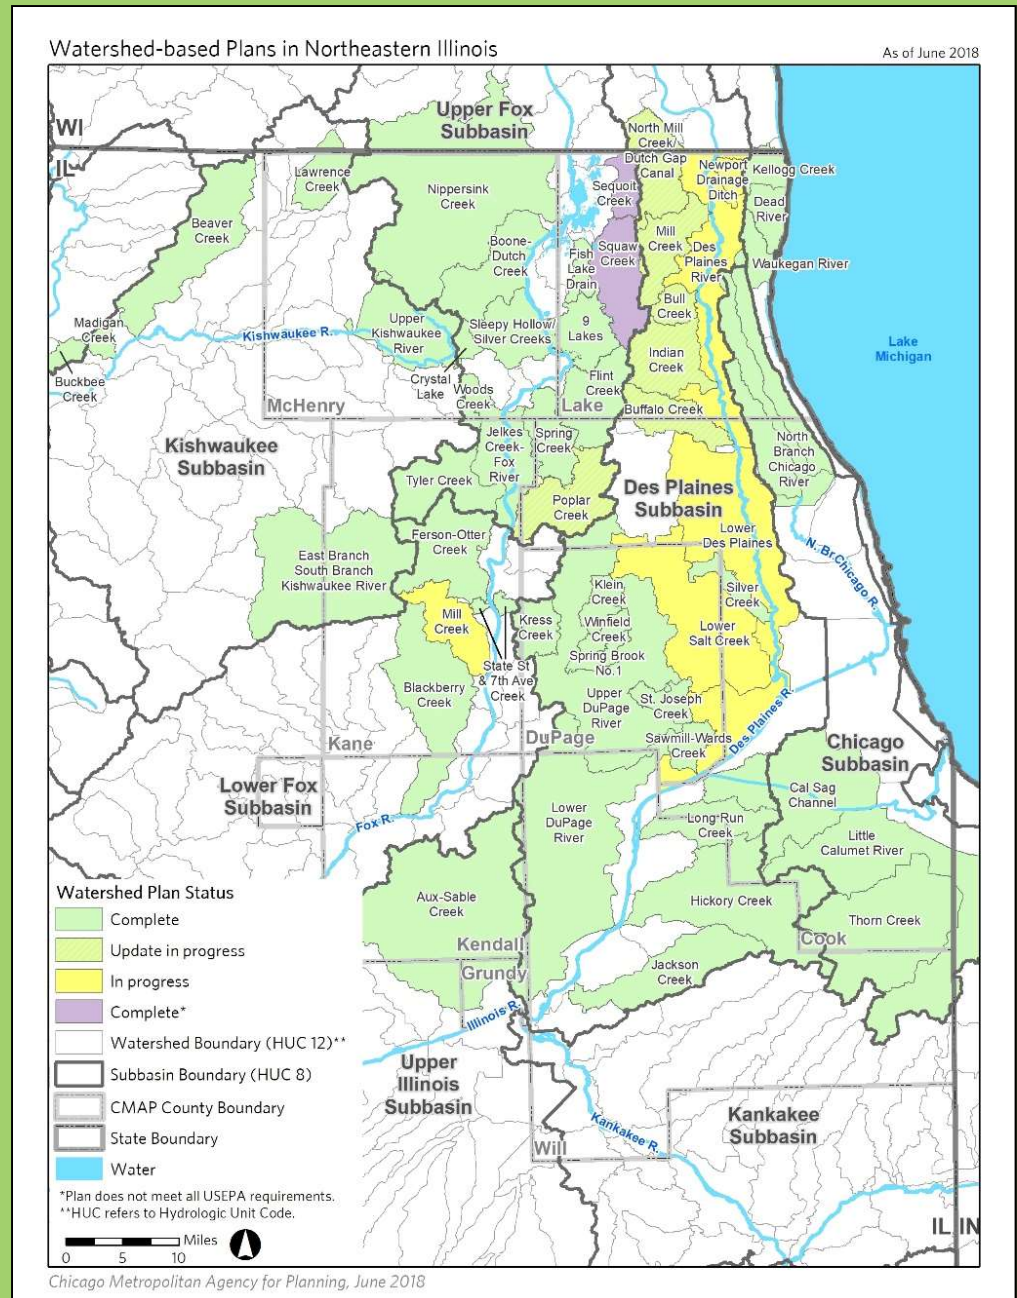 Watershed-based Plans in Northeastern Illinois
As of June 2018
WI
IL
Upper Fox
Subbasin
North Mill
Creek/
Dutch Gap
Canal
Newport
Drainage
Ditch
Kellogg Creek
Lawrence
Creek
Nippersink
Creek
Sequoit
Creek
Dead
River
Beaver
Creek
Boone-
Dutch
Creek
Fish
Lake
Drain
Squaw
Creek
Mill
Creek
Des
Plaines
River
Waukegan River
Bull
Creek
Madigan
Creek
Kishwaukee R.
Upper
Kishwaukee
River
Sleepy Hollow/
Silver Creeks
9
Lakes
Lake
Michigan
Indian
Creek
Buckbee
Creek
Crystal
Lake
Woods
Creek
Flint
Creek
McHenry
Lake
Buffalo Creek
Kishwaukee
Subbasin
Jelkes
Creek-
Fox
River
Spring
Creek
North
Branch
Chicago
River
Tyler Creek
Poplar
Creek
Des Plaines
Subbasin
Ferson-Otter
Creek
Lower
Des Plaines
N. Br.Chicago R.
East Branch
South Branch
Kishwaukee River
Klein
Creek
Silver
Creek
Mill
Creek
Kress
Creek
Winfield
Creek
Lower
Salt Creek
Spring Brook
No.1
State St
& 7th Ave
Creek
Blackberry
Creek
Upper
DuPage
River
St. Joseph
Creek
Des Plaines R.
Kane
DuPage
Sawmill-Wards
Creek
Chicago
Subbasin
Lower Fox
Subbasin
Cal Sag
Channel
Fox R.
Lower
DuPage
River
Long-Run
Creek
Little
Calumet River
Aux-Sable
Creek
Hickory Creek
Thorn Creek
Kendall
Cook
Grundy
Jackson
Creek
Illinois R.
Upper
Illinois
Subbasin
Kankakee
Subbasin
Kankakee R.
Will
IL
IN
Watershed Plan Status
Complete
Update in progress
In progress
Complete*
Watershed Boundary (HUC 12)**
Subbasin Boundary (HUC 8)
CMAP County Boundary
State Boundary
Water
*Plan does not meet all USEPA requirements.
**HUC refers to Hydrologic Unit Code.
Miles
0 5 10
Chicago Metropolitan Agency for Planning, June 2018